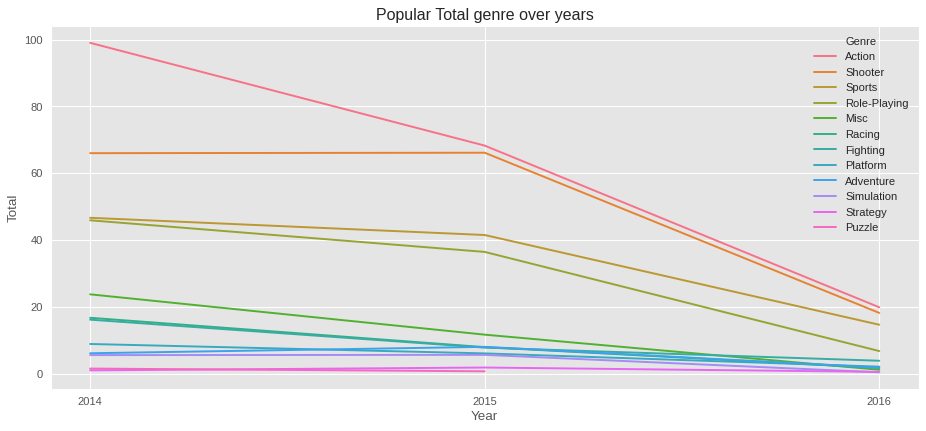 Popular Total genre over years
Total
100
80
60
40
20
0
2014
2015
2016
Year
Genre
Action
Shooter
Sports
Role-Playing
Misc
Racing
Fighting
Platform
Adventure
Simulation
Strategy
Puzzle